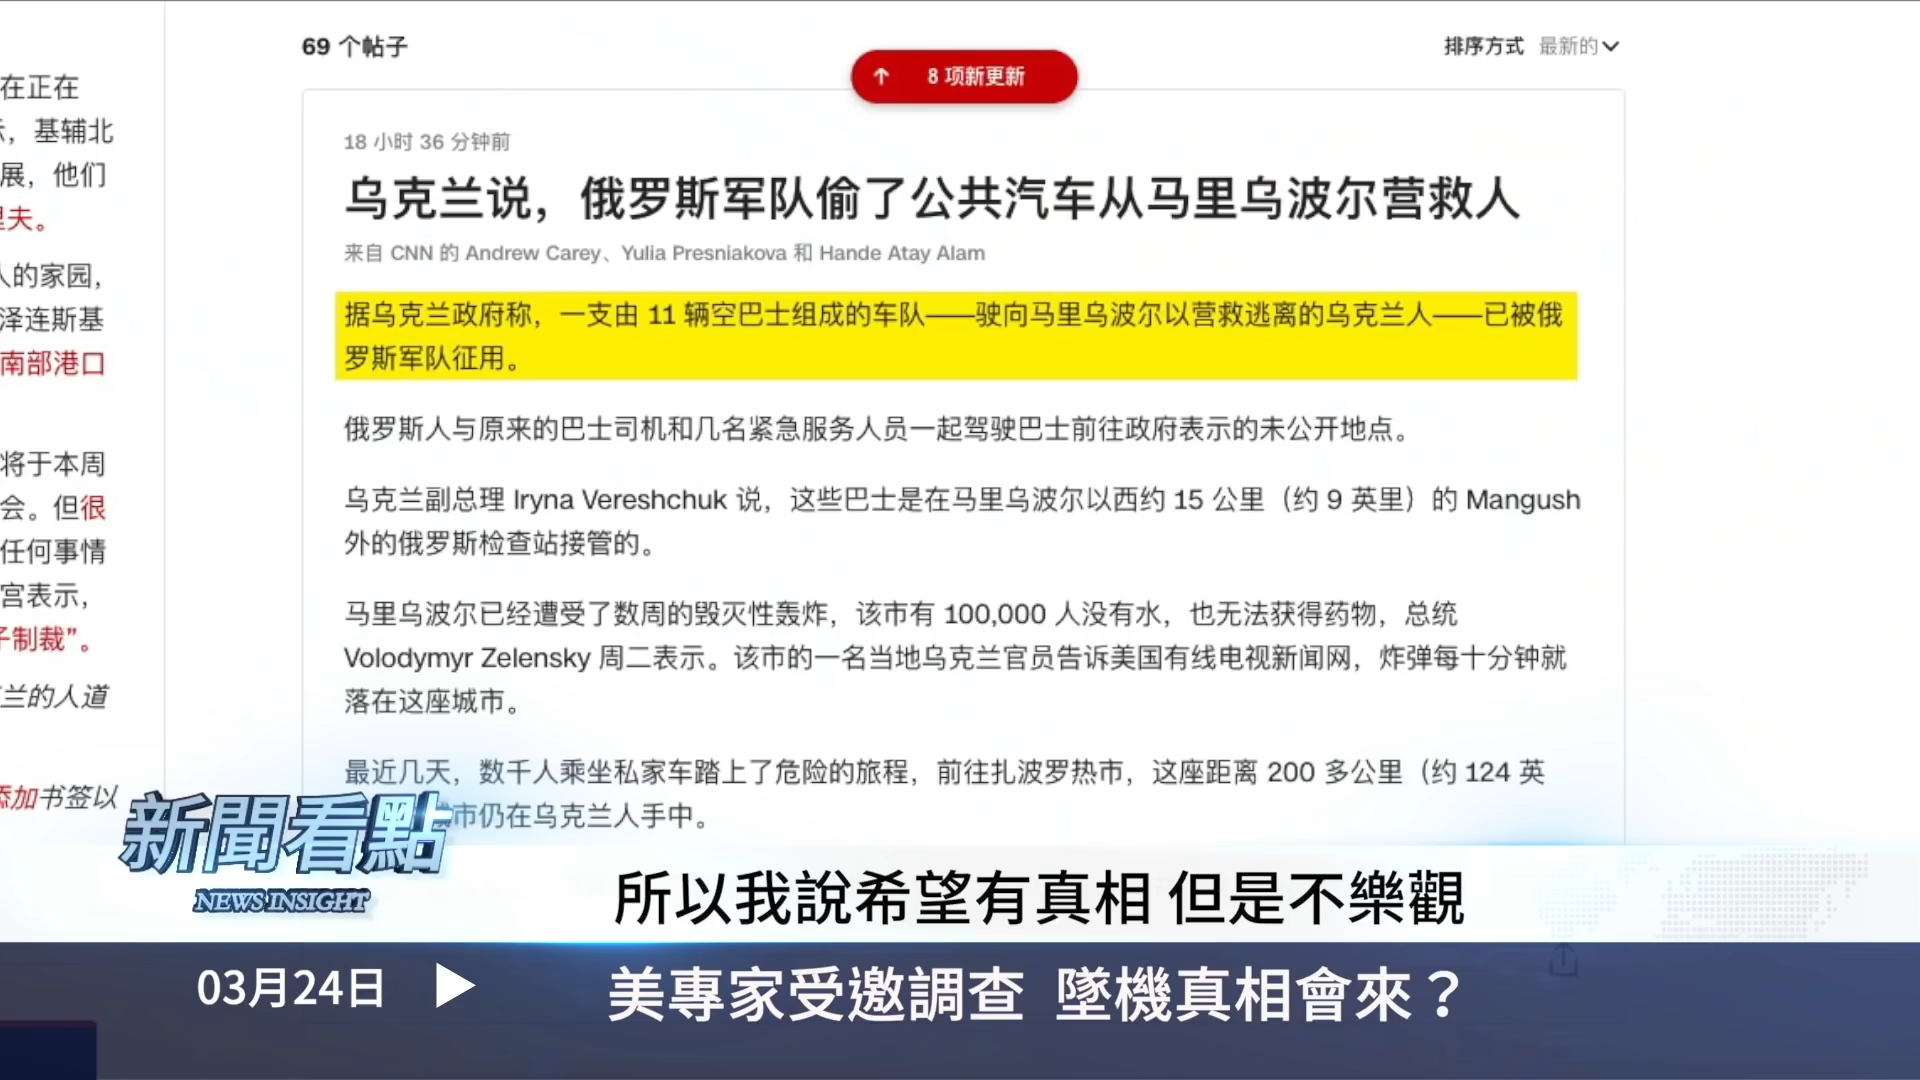 69 个帖子
排序方式 最新的
8 项新更新
在正在
，基辅北
展，他们
里夫。
人的家园，
泽连斯基
南部港口
将于本周
会。但很
任何事情
宫表示，
子制裁”。
兰的人道
添加书签以
18 小时 36 分钟前
乌克兰说，俄罗斯军队偷了公共汽车从马里乌波尔营救人
来自 CNN 的 Andrew Carey、Yulia Presniakova 和 Hande Atay Alam
据乌克兰政府称，一支由 11 辆空巴士组成的车队——驶向马里乌波尔以营救逃离的乌克兰人——已被俄
罗斯军队征用。
俄罗斯人与原来的巴士司机和几名紧急服务人员一起驾驶巴士前往政府表示的未公开地点。
乌克兰副总理 Iryna Vereshchuk 说，这些巴士是在马里乌波尔以西约 15 公里（约 9 英里）的 Mangush
外的俄罗斯检查站接管的。
马里乌波尔已经遭受了数周的毁灭性轰炸，该市有 100,000 人没有水，也无法获得药物，总统
Volodymyr Zelensky 周二表示。该市的一名当地乌克兰官员告诉美国有线电视新闻网，炸弹每十分钟就
落在这座城市。
最近几天，数千人乘坐私家车踏上了危险的旅程，前往扎波罗热市，这座距离 200 多公里（约 124 英
市仍在乌克兰人手中。
新聞看點
NEWS INSIGHT
所以我說希望有真相 但是不樂觀
03月24日
美專家受邀調查 墜機真相會來？